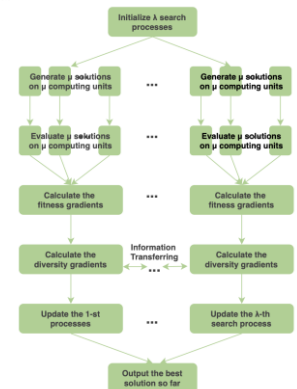 Initialize λ search
processes
Generate μ solutions
on μ computing units
...
Generate μ solutions
on μ computing units
Evaluate μ solutions
on μ computing units
...
Evaluate μ solutions
on μ computing units
Calculate the
fitness gradients
...
Calculate the
fitness gradients
Calculate the
diversity gradients
Information
Transferring
...
Calculate the
diversity gradients
Update the 1-st
processes
...
Update the λ-th
search process
Output the best
solution so far